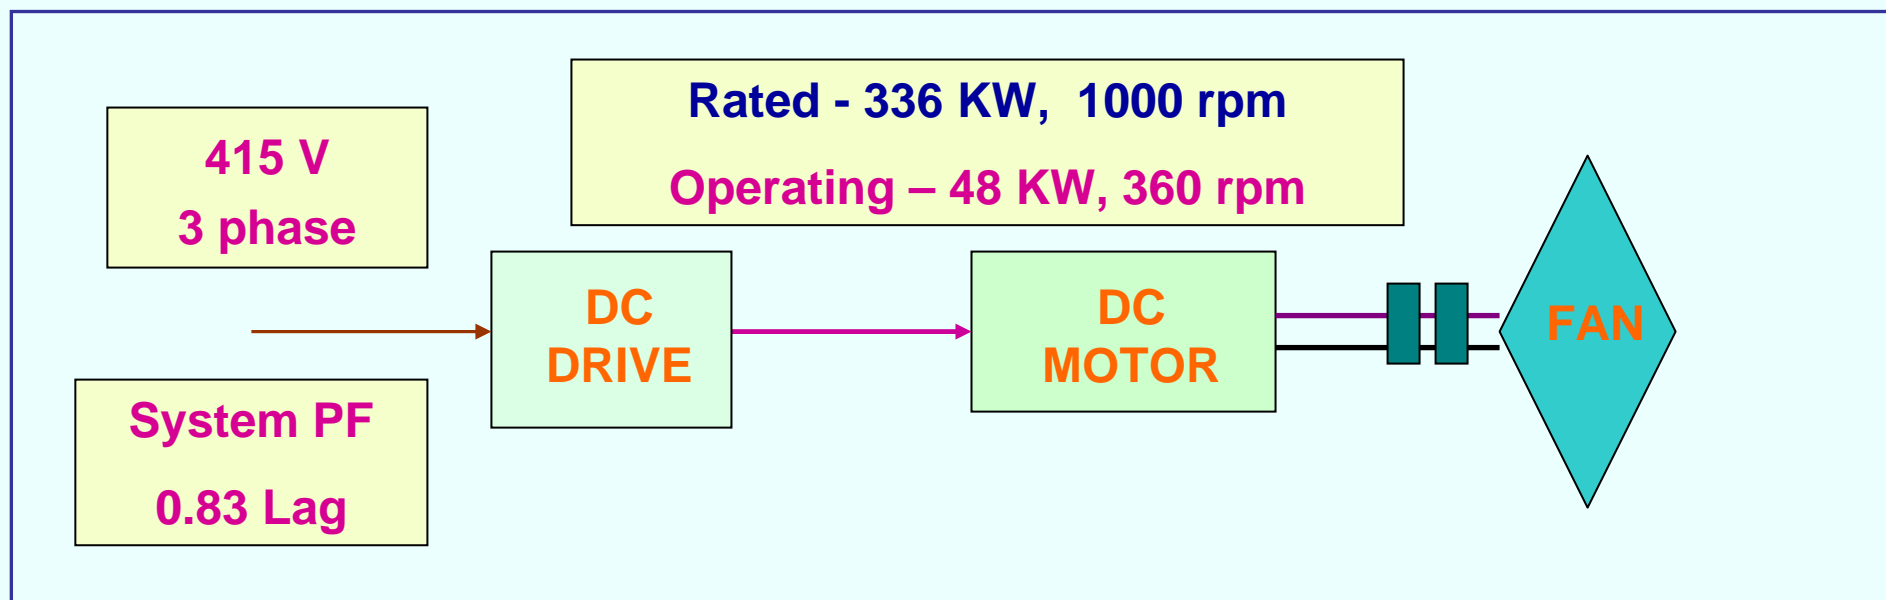 Rated - 336 KW, 1000 rpm
Operating – 48 KW, 360 rpm
415 V
3 phase
DC
DRIVE
DC
MOTOR
FAN
System PF
0.83 Lag